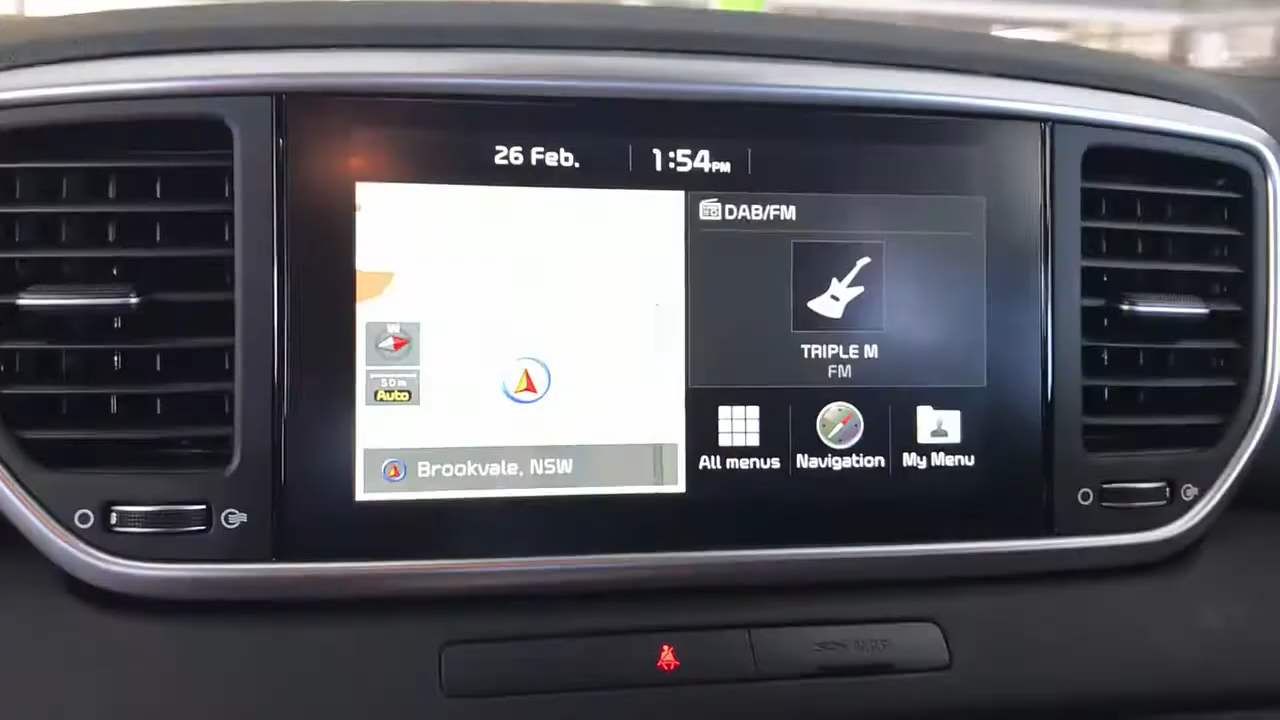 26 Feb.
1:54PM
DAB/FM
TRIPLE M
FM
W
50m
Auto
Brookvale, NSW
All menus
Navigation
My Menu